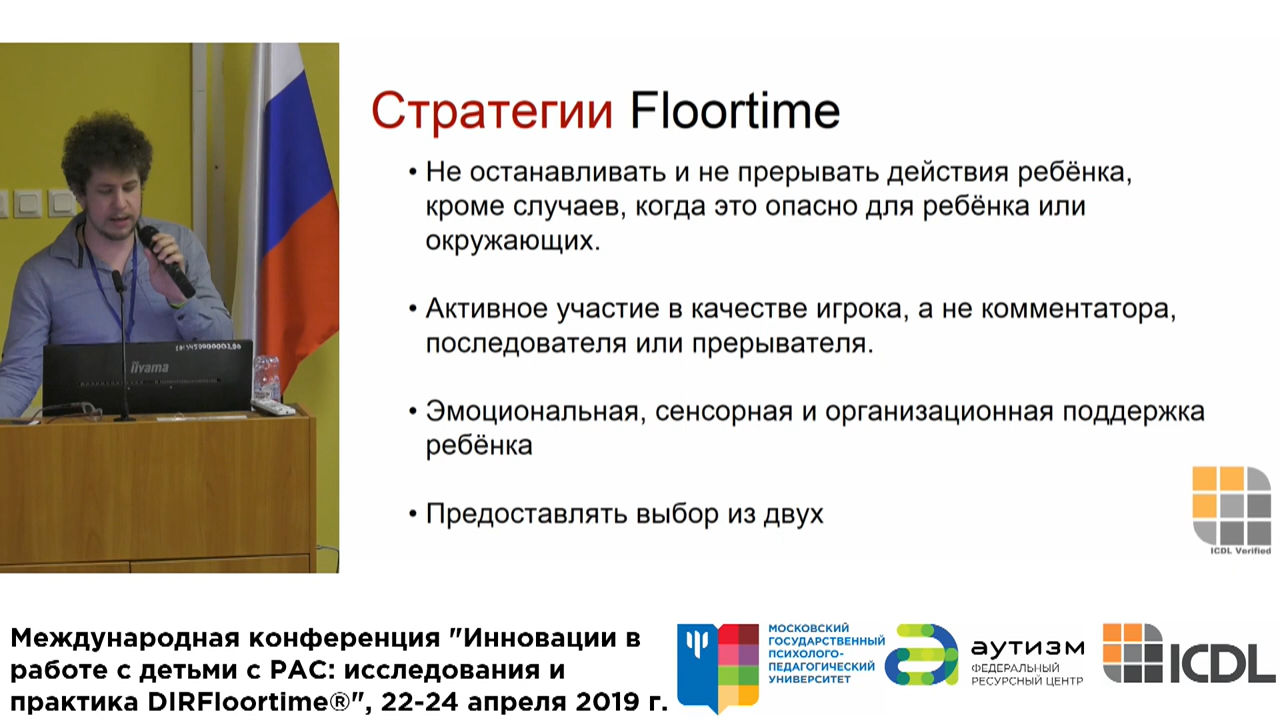 Стратегии Floortime
• Не останавливать и не прерывать действия ребёнка,
кроме случаев, когда это опасно для ребёнка или
окружающих.
• Активное участие в качестве игрока, а не комментатора,
последователя или прерывателя.
• Эмоциональная, сенсорная и организационная поддержка
ребёнка
• Предоставлять выбор из двух
ICDL Verified
iiyama
Международная конференция "Инновации в
работе с детьми с РАС: исследования и
практика DIRFloortime®", 22-24 апреля 2019 г.
МОСКОВСКИЙ
ГОСУДАРСТВЕННЫЙ
ПСИХОЛОГО-
ПЕДАГОГИЧЕСКИЙ
УНИВЕРСИТЕТ
аутизм
ФЕДЕРАЛЬНЫЙ
РЕСУРСНЫЙ ЦЕНТР
ICDL